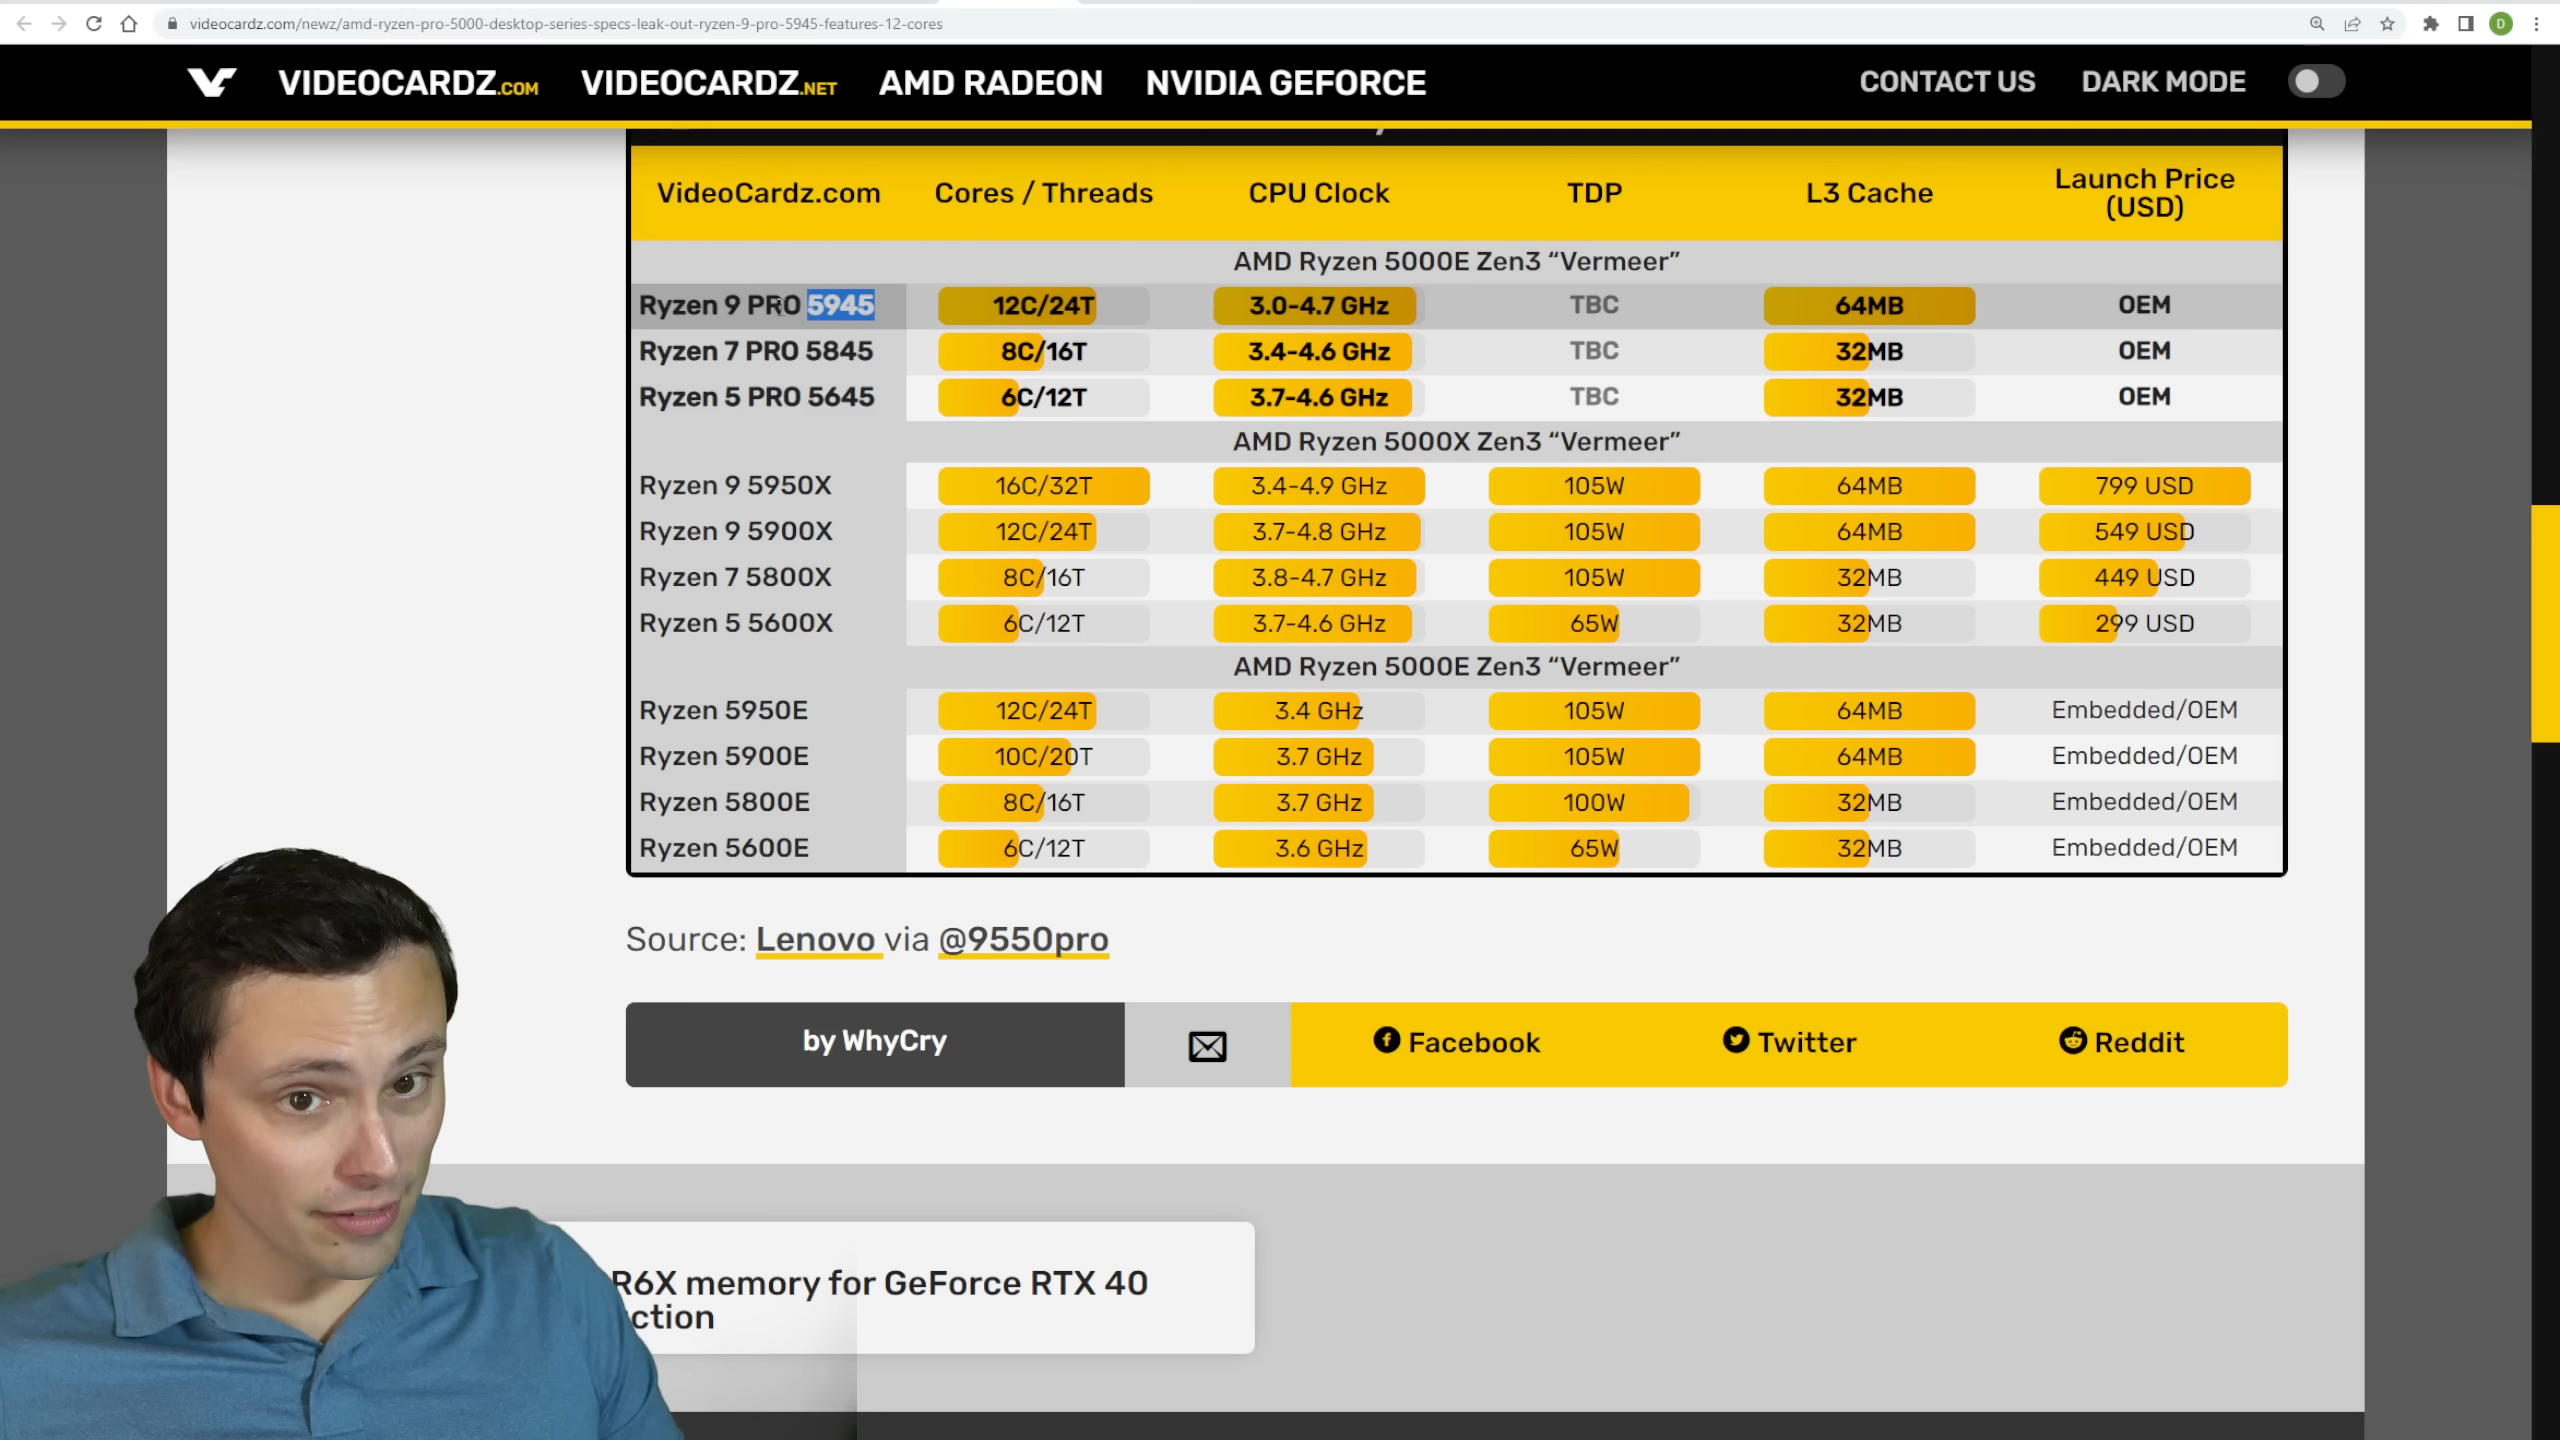 videocardz.com/newz/amd-ryzen-pro-5000-desktop-series-specs-leak-out-ryzen-9-pro-5945-features-12-cores
D
VIDEOCARDZ.COM VIDEOCARDZ.NET AMD RADEON NVIDIA GEFORCE CONTACT US DARK MODE
VideoCardz.com Cores / Threads CPU Clock TDP L3 Cache Launch Price
(USD)
AMD Ryzen 5000E Zen3 “Vermeer”
Ryzen 9 PRO 5945 12C/24T 3.0-4.7 GHz TBC 64MB OEM
Ryzen 7 PRO 5845 8C/16T 3.4-4.6 GHz TBC 32MB OEM
Ryzen 5 PRO 5645 6C/12T 3.7-4.6 GHz TBC 32MB OEM
AMD Ryzen 5000X Zen3 “Vermeer”
Ryzen 9 5950X 16C/32T 3.4-4.9 GHz 105W 64MB 799 USD
Ryzen 9 5900X 12C/24T 3.7-4.8 GHz 105W 64MB 549 USD
Ryzen 7 5800X 8C/16T 3.8-4.7 GHz 105W 32MB 449 USD
Ryzen 5 5600X 6C/12T 3.7-4.6 GHz 65W 32MB 299 USD
AMD Ryzen 5000E Zen3 “Vermeer”
Ryzen 5950E 12C/24T 3.4 GHz 105W 64MB Embedded/OEM
Ryzen 5900E 10C/20T 3.7 GHz 105W 64MB Embedded/OEM
Ryzen 5800E 8C/16T 3.7 GHz 100W 32MB Embedded/OEM
Ryzen 5600E 6C/12T 3.6 GHz 65W 32MB Embedded/OEM
Source: Lenovo via @9550pro
by WhyCry Facebook Twitter Reddit
R6X memory for GeForce RTX 40
ction